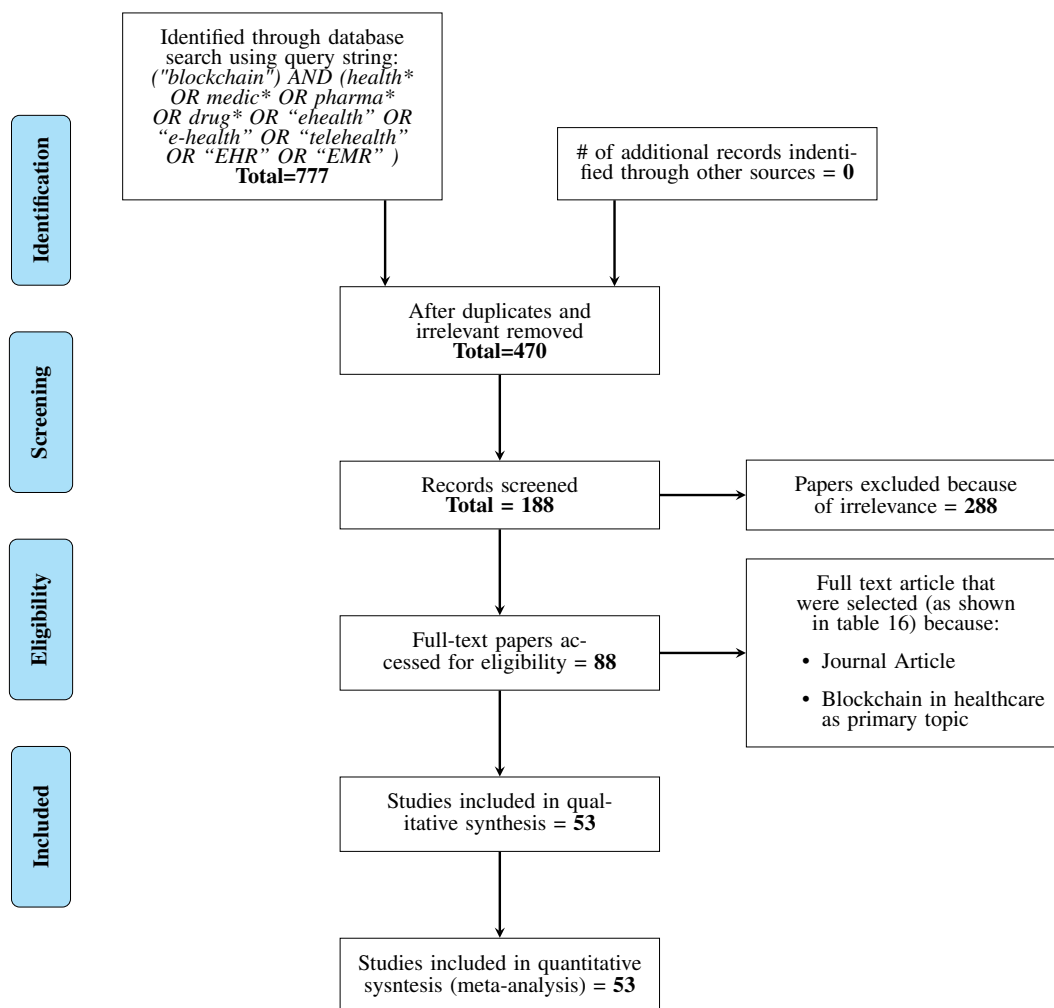 Identified through database
search using query string:
("blockchain") AND (health*
OR medic* OR pharma*
OR drug* OR “ehealth” OR
“e-health” OR “telehealth”
OR “EHR” OR “EMR” )
Total=777
# of additional records indenti-
fied through other sources = 0
Identification
After duplicates and
irrelevant removed
Total=470
Screening
Records screened
Total = 188
Papers excluded because
of irrelevance = 288
Eligibility
Full-text papers ac-
cessed for eligibility = 88
Full text article that
were selected (as shown
in table 16) because:
• Journal Article
• Blockchain in healthcare
as primary topic
Included
Studies included in qual-
itative synthesis = 53
Studies included in quantitative
sysntesis (meta-analysis) = 53